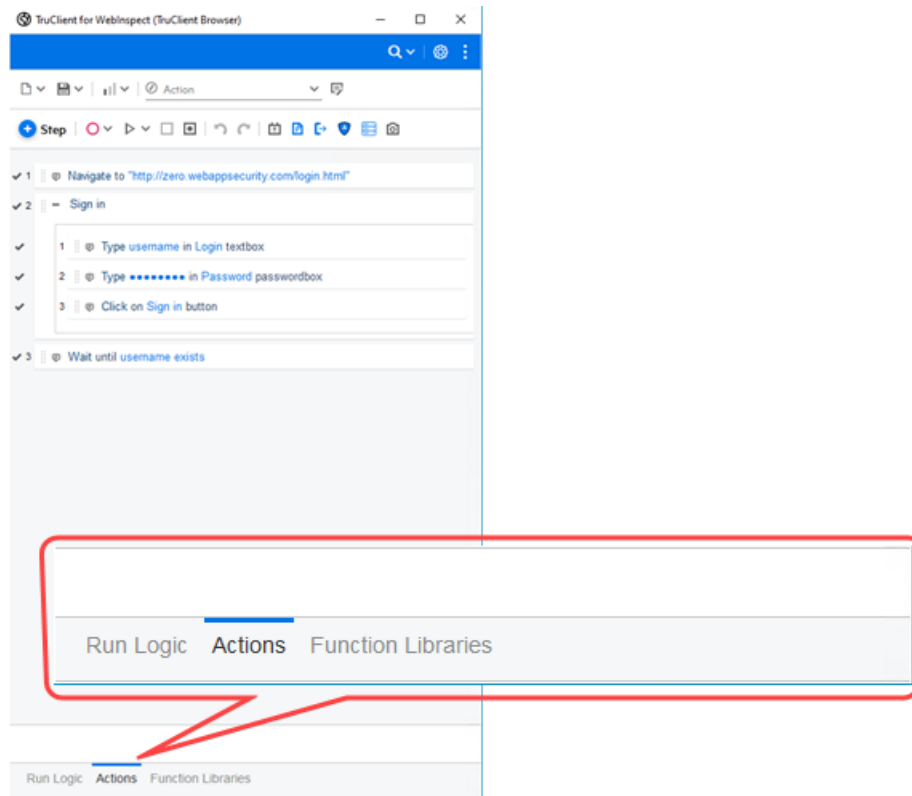 TruClient for WebInspect (TruClient Browser)
Action
Step
1 Navigate to "http://zero.webappsecurity.com/login.html"
2 Sign in
1 Type username in Login textbox
2 Type •••••••• in Password passwordbox
3 Click on Sign in button
3 Wait until username exists
Run Logic Actions Function Libraries
Run Logic Actions Function Libraries